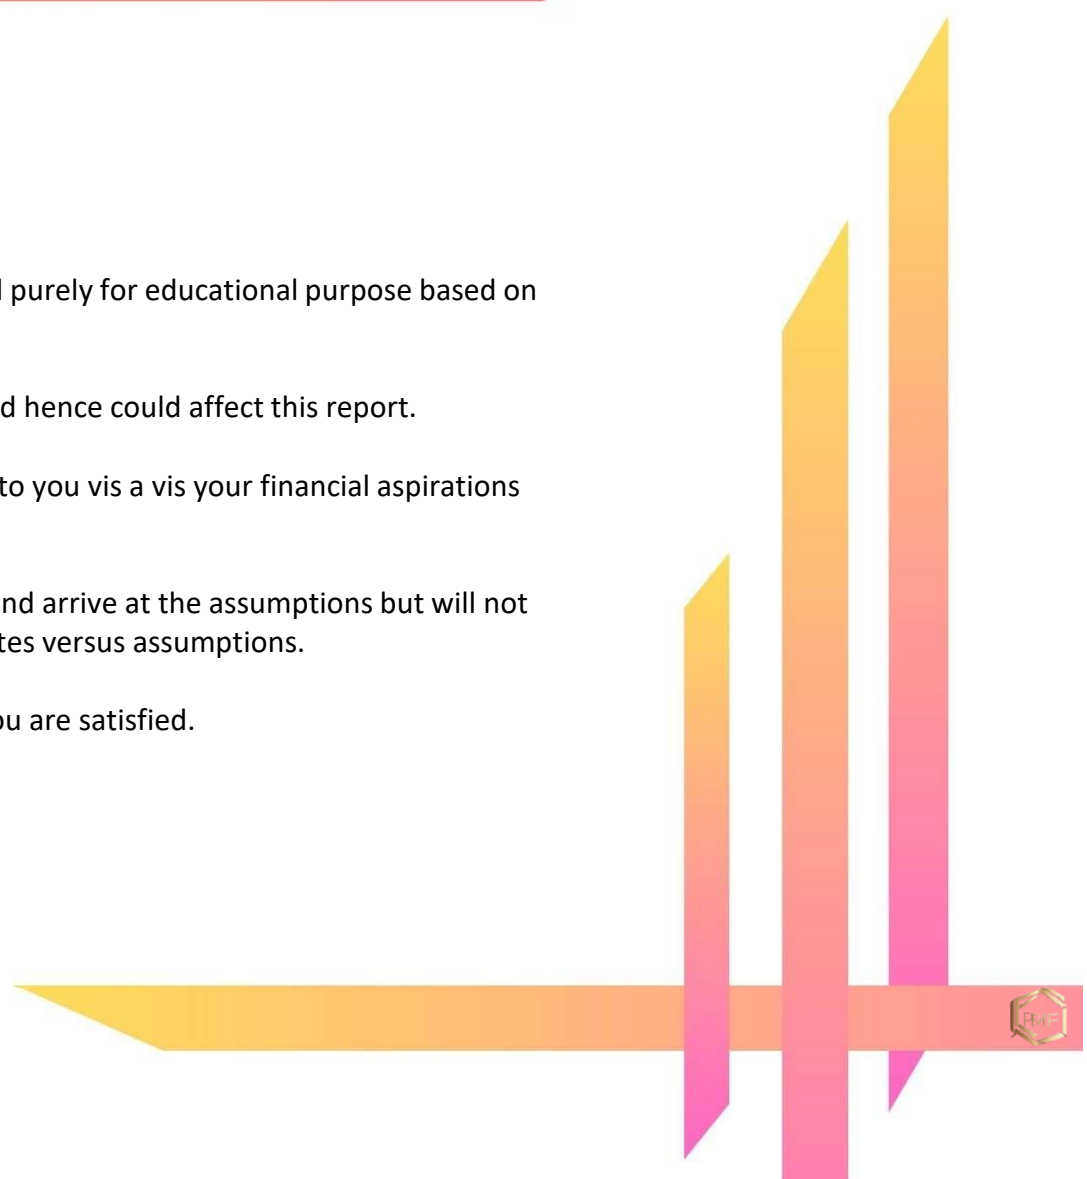 l purely for educational purpose based on
d hence could affect this report.
to you vis a vis your financial aspirations
nd arrive at the assumptions but will not
tes versus assumptions.
ou are satisfied.